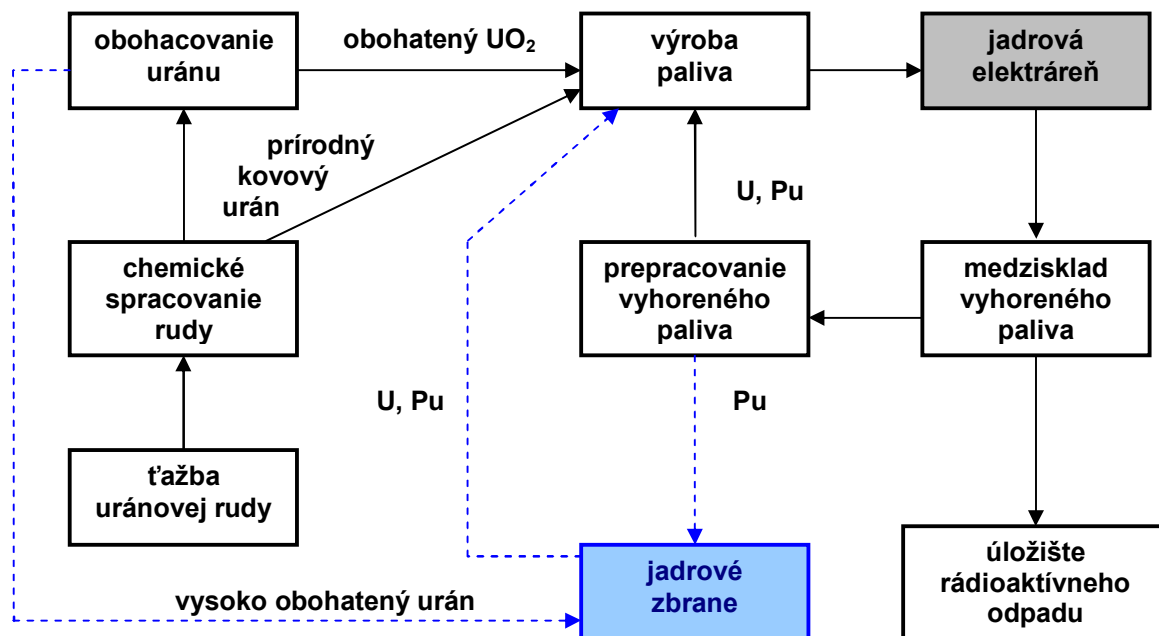 obohacovanie
uránu
obohatený UO₂
výroba
paliva
jadrová
elektráreň
prírodný
kovový
urán
U, Pu
chemické
spracovanie
rudy
prepracovanie
vyhoreného
paliva
medzisklad
vyhoreného
paliva
U, Pu
Pu
ťažba
uránovej rudy
jadrové
zbrane
úložište
rádioaktívneho
odpadu
vysoko obohatený urán